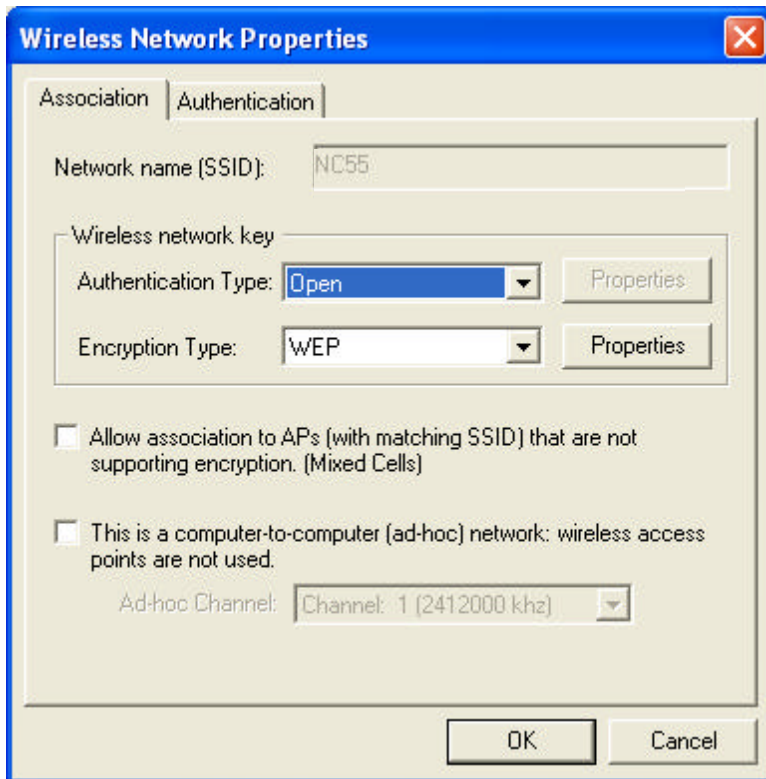 Wireless Network Properties
Association Authentication
Network name (SSID): NC55
Wireless network key
Authentication Type: Open Properties
Encryption Type: WEP Properties
Allow association to APs (with matching SSID) that are not
supporting encryption. (Mixed Cells)
This is a computer-to-computer (ad-hoc) network: wireless access
points are not used.
Ad-hoc Channel: Channel: 1 (2412000 khz)
OK Cancel